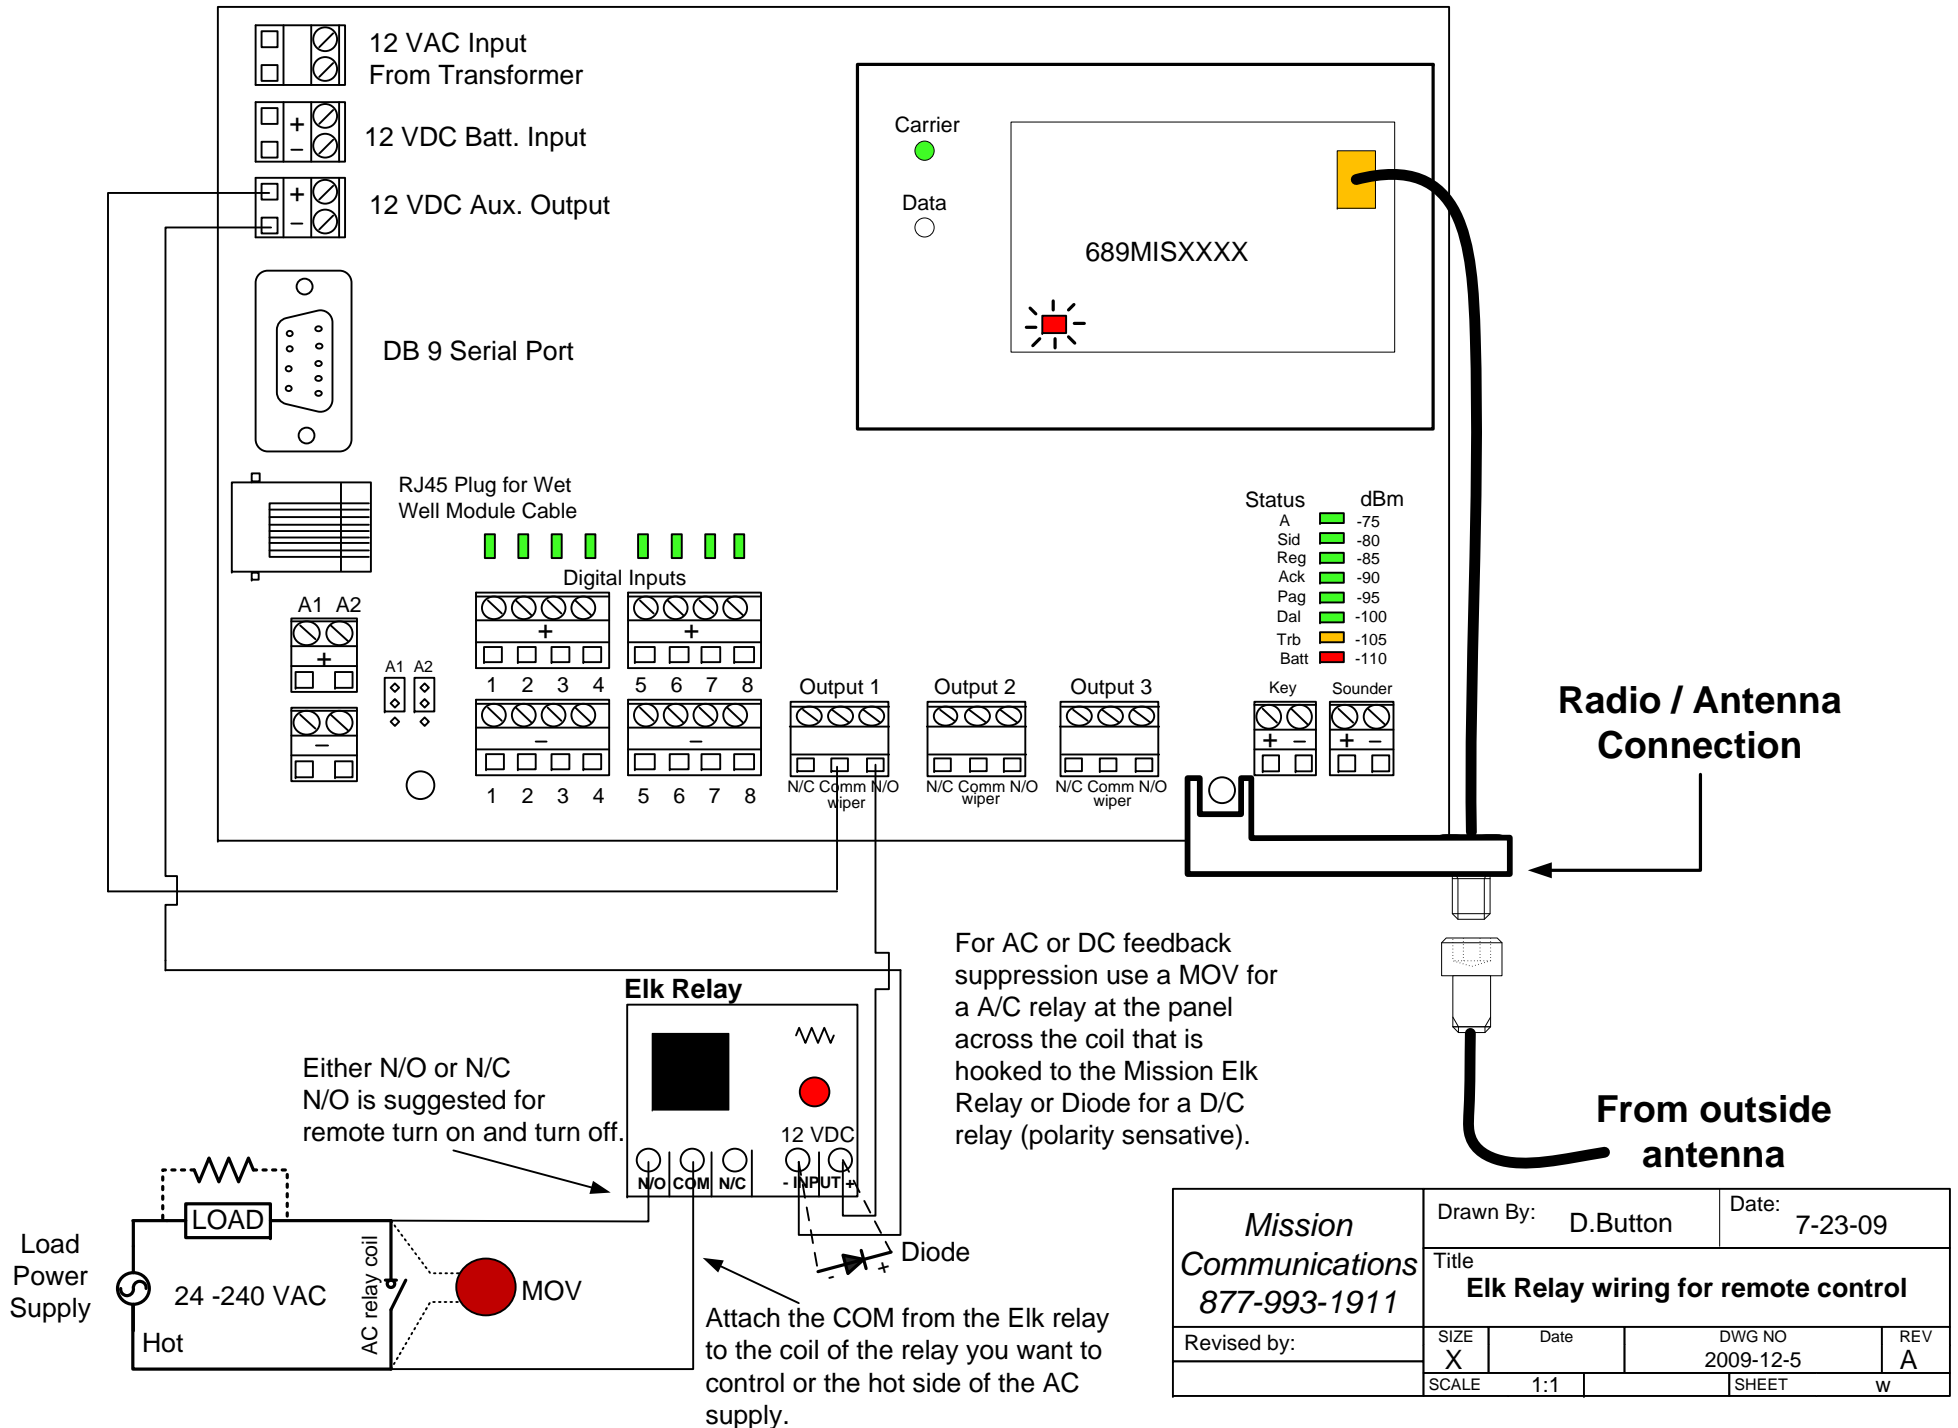 12 VAC Input
From Transformer
+
−
12 VDC Batt. Input
+
−
12 VDC Aux. Output
DB 9 Serial Port
RJ45 Plug for Wet
Well Module Cable
Carrier
Data
689MISXXXX
Status dBm
A -75
Sid -80
Reg -85
Ack -90
Pag -95
Dal -100
Trb -105
Batt -110
Digital Inputs
A1 A2
+
−
A1 A2
+ +
1 2 3 4 5 6 7 8
− −
1 2 3 4 5 6 7 8
Output 1
N/C Comm N/O
wiper
Output 2
N/C Comm N/O
wiper
Output 3
N/C Comm N/O
wiper
Key
+ −
Sounder
+ −
Radio / Antenna
Connection
From outside
antenna
For AC or DC feedback
suppression use a MOV for
a A/C relay at the panel
across the coil that is
hooked to the Mission Elk
Relay or Diode for a D/C
relay (polarity sensative).
Elk Relay
12 VDC
N/O COM N/C - INPUT +
Either N/O or N/C
N/O is suggested for
remote turn on and turn off.
- +
Diode
LOAD
Load
Power
Supply
24 -240 VAC
Hot
AC relay coil
MOV
Attach the COM from the Elk relay
to the coil of the relay you want to
control or the hot side of the AC
supply.
Mission
Communications
877-993-1911
Revised by:
Drawn By: D.Button
Date: 7-23-09
Title
Elk Relay wiring for remote control
SIZE Date DWG NO REV
X 2009-12-5 A
SCALE 1:1 SHEET w